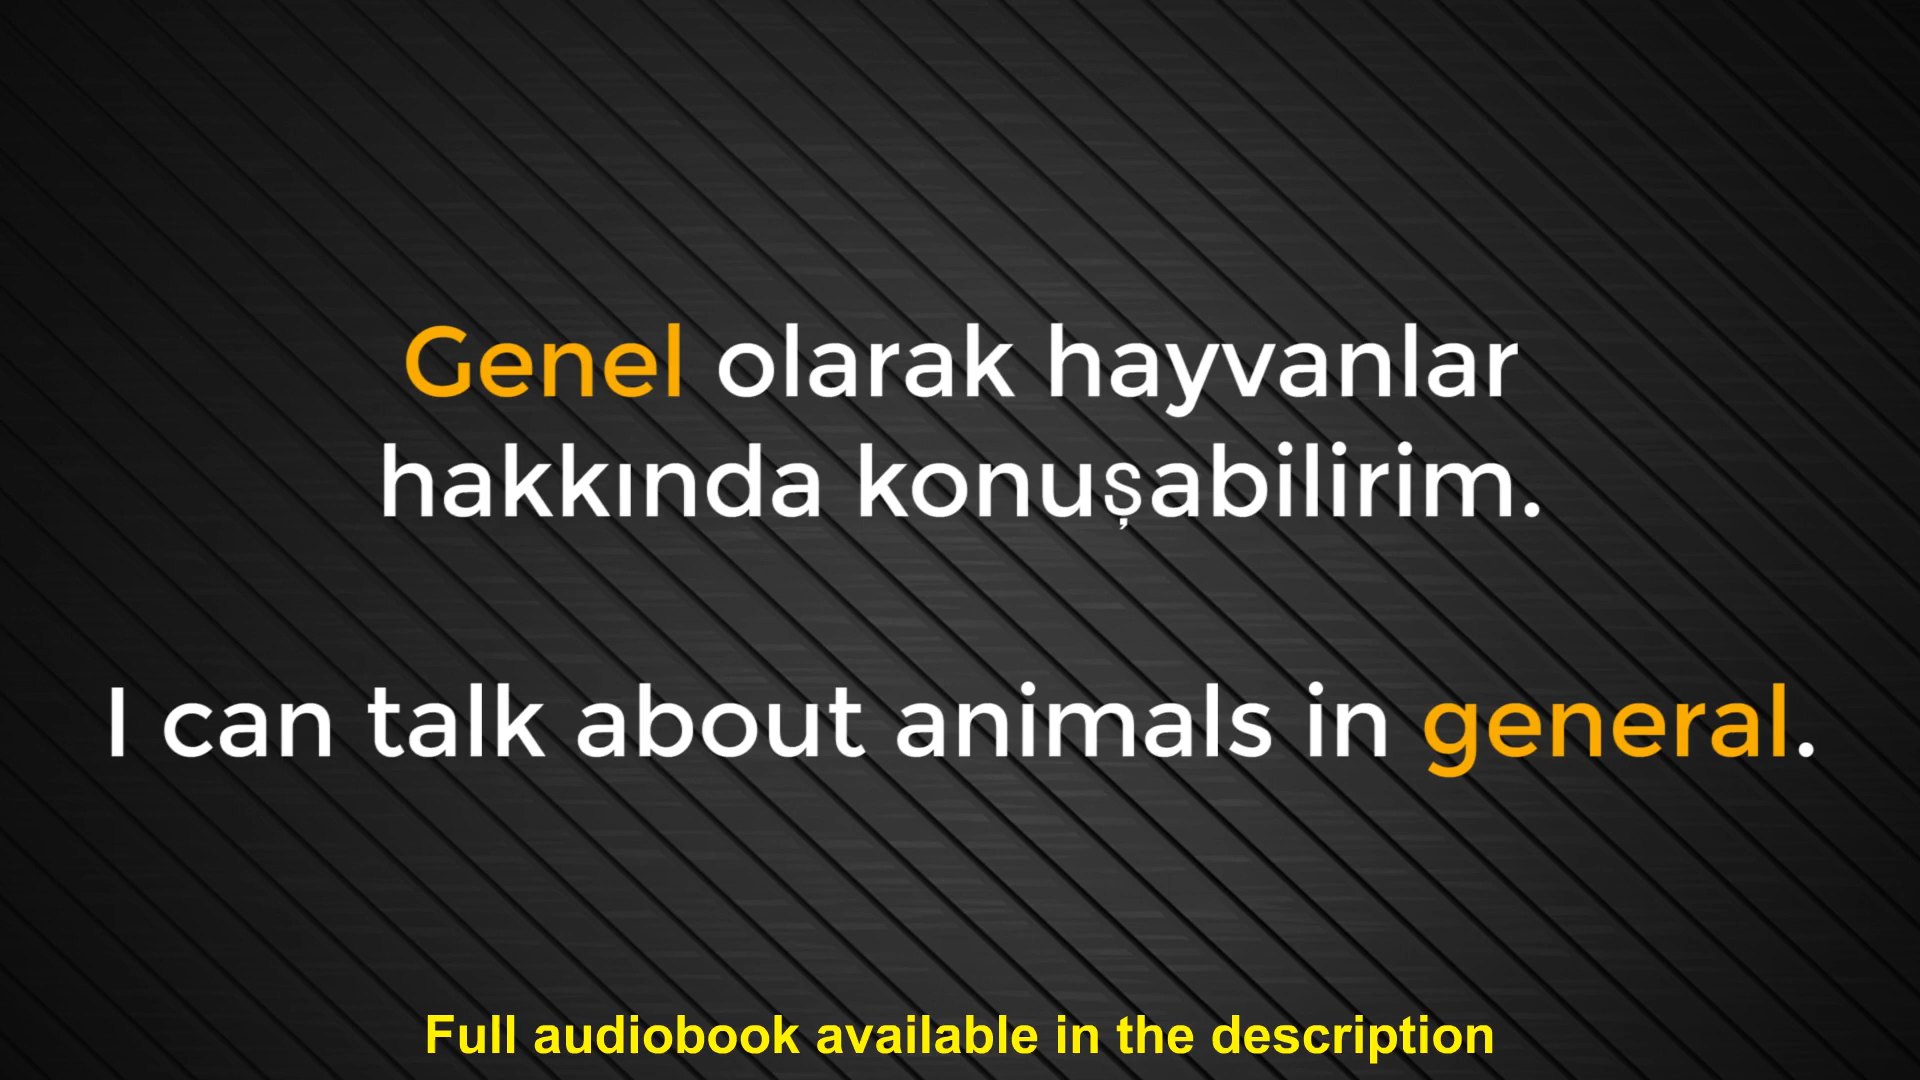 Genel olarak hayvanlar
hakkında konuşabilirim.
I can talk about animals in general.
Full audiobook available in the description